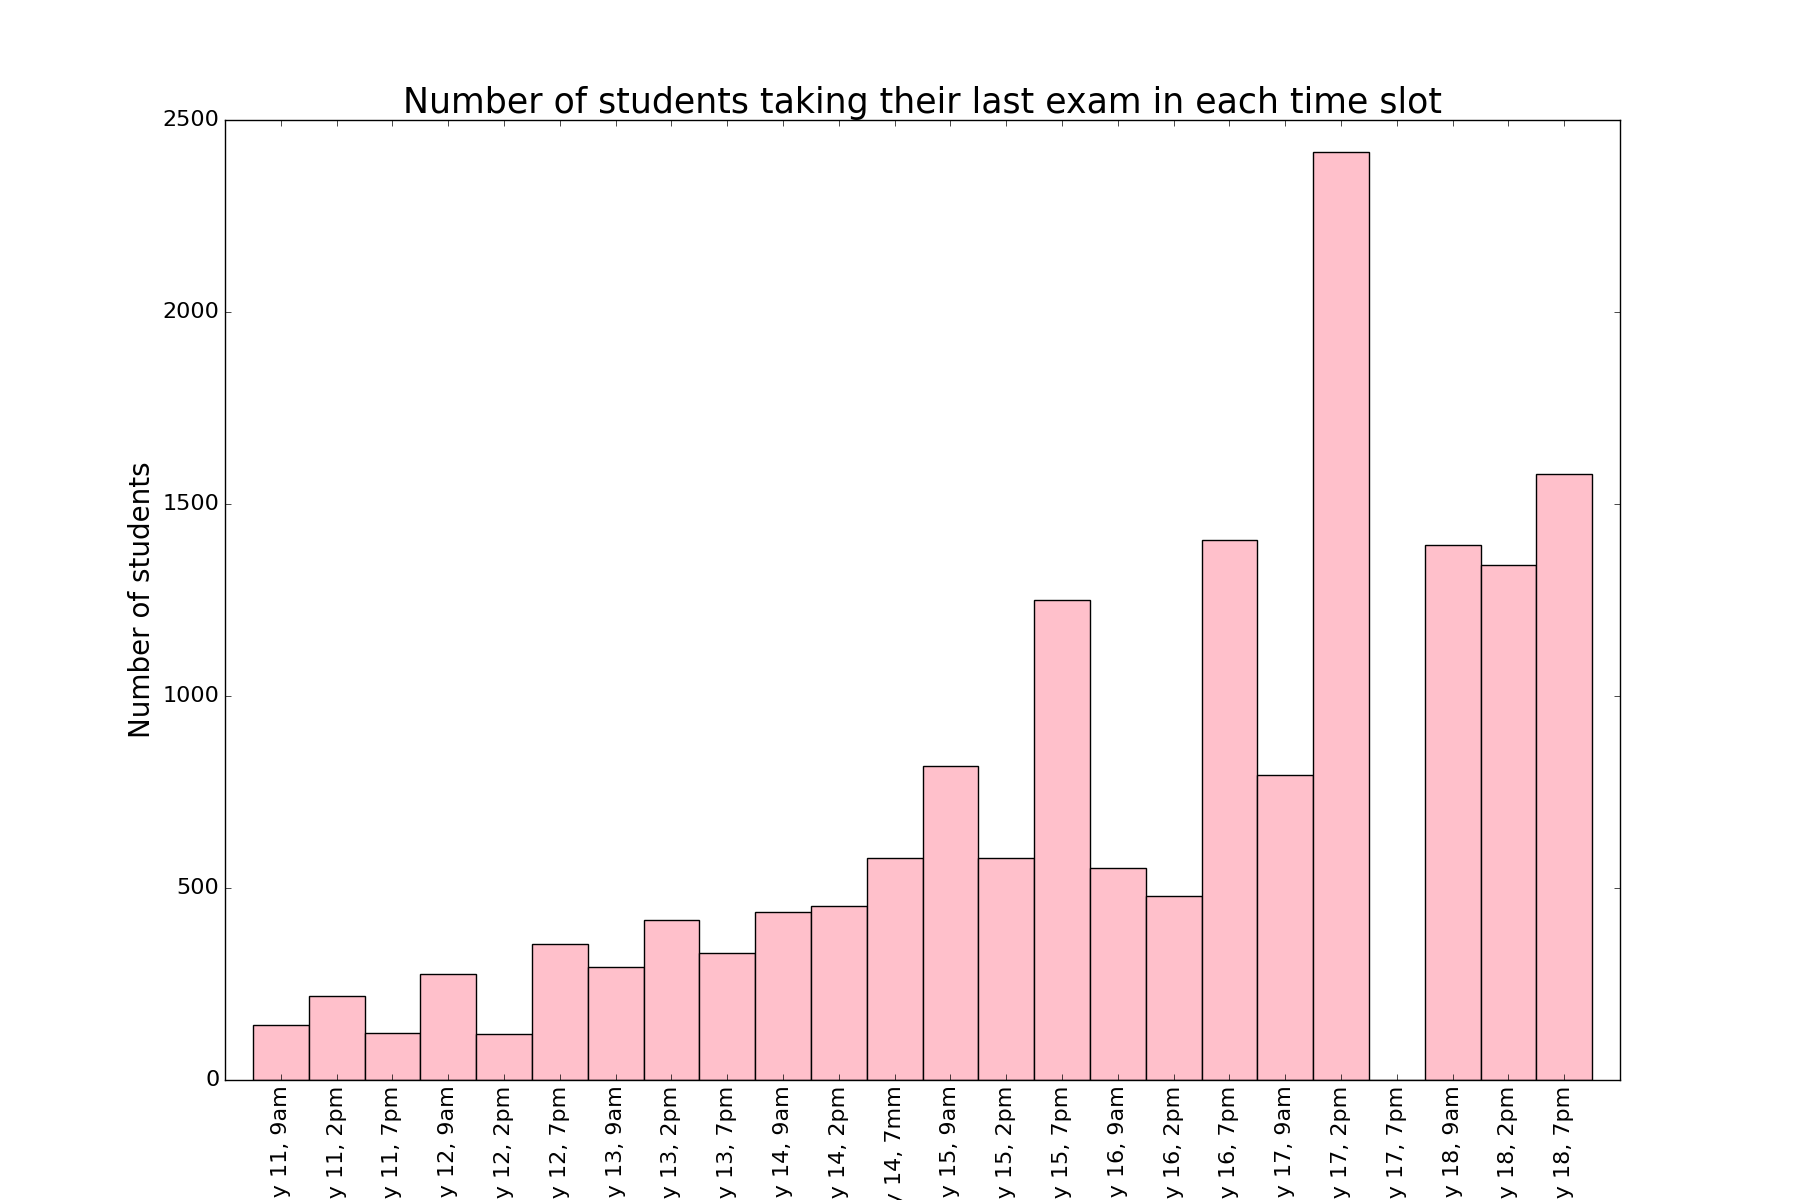 Number of students taking their last exam in each time slot
Number of students
2500
2000
1500
1000
500
0
y 11, 9am
y 11, 2pm
y 11, 7pm
y 12, 9am
y 12, 2pm
y 12, 7pm
y 13, 9am
y 13, 2pm
y 13, 7pm
y 14, 9am
y 14, 2pm
y 14, 7mm
y 15, 9am
y 15, 2pm
y 15, 7pm
y 16, 9am
y 16, 2pm
y 16, 7pm
y 17, 9am
y 17, 2pm
y 17, 7pm
y 18, 9am
y 18, 2pm
y 18, 7pm